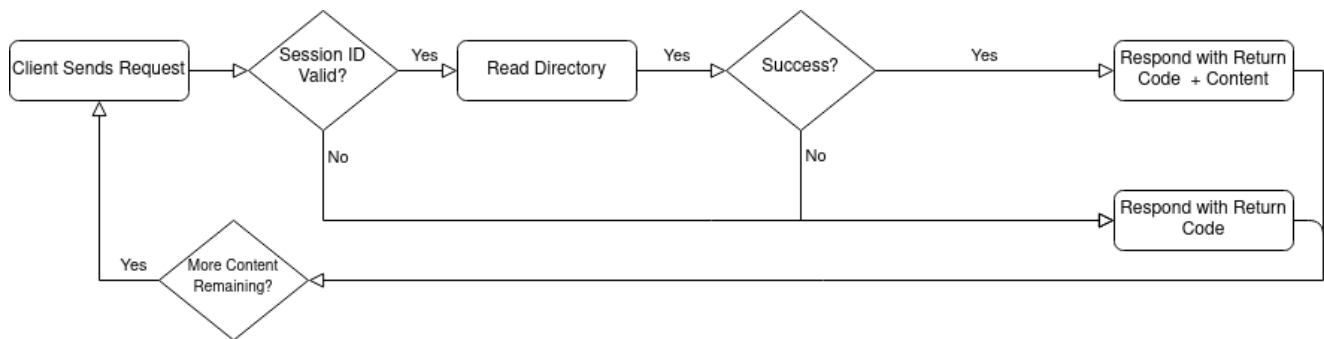 Client Sends Request
Session ID
Valid?
Yes
Read Directory
Yes
Success?
Yes
Respond with Return
Code + Content
No
No
Respond with Return
Code
Yes
More Content
Remaining?